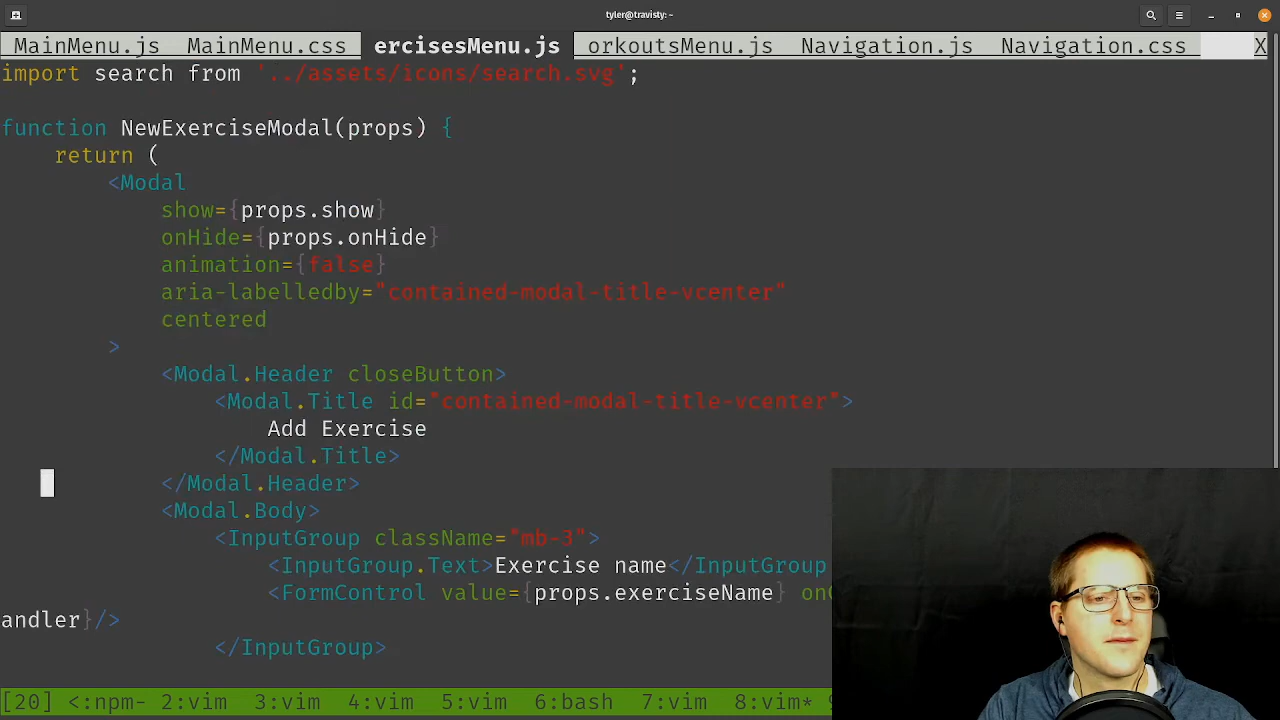 tyler@travisty: ~
MainMenu.js MainMenu.css ercisesMenu.js orkoutsMenu.js Navigation.js Navigation.css X
import search from '../assets/icons/search.svg';
function NewExerciseModal(props) {
return (
<Modal
show={props.show}
onHide={props.onHide}
animation={false}
aria-labelledby="contained-modal-title-vcenter"
centered
>
<Modal.Header closeButton>
<Modal.Title id="contained-modal-title-vcenter">
Add Exercise
</Modal.Title>
</Modal.Header>
<Modal.Body>
<InputGroup className="mb-3">
<InputGroup.Text>Exercise name</InputGroup
<FormControl value={props.exerciseName} on
andler}/>
</InputGroup>
[20] <:npm- 2:vim 3:vim 4:vim 5:vim 6:bash 7:vim 8:vim*